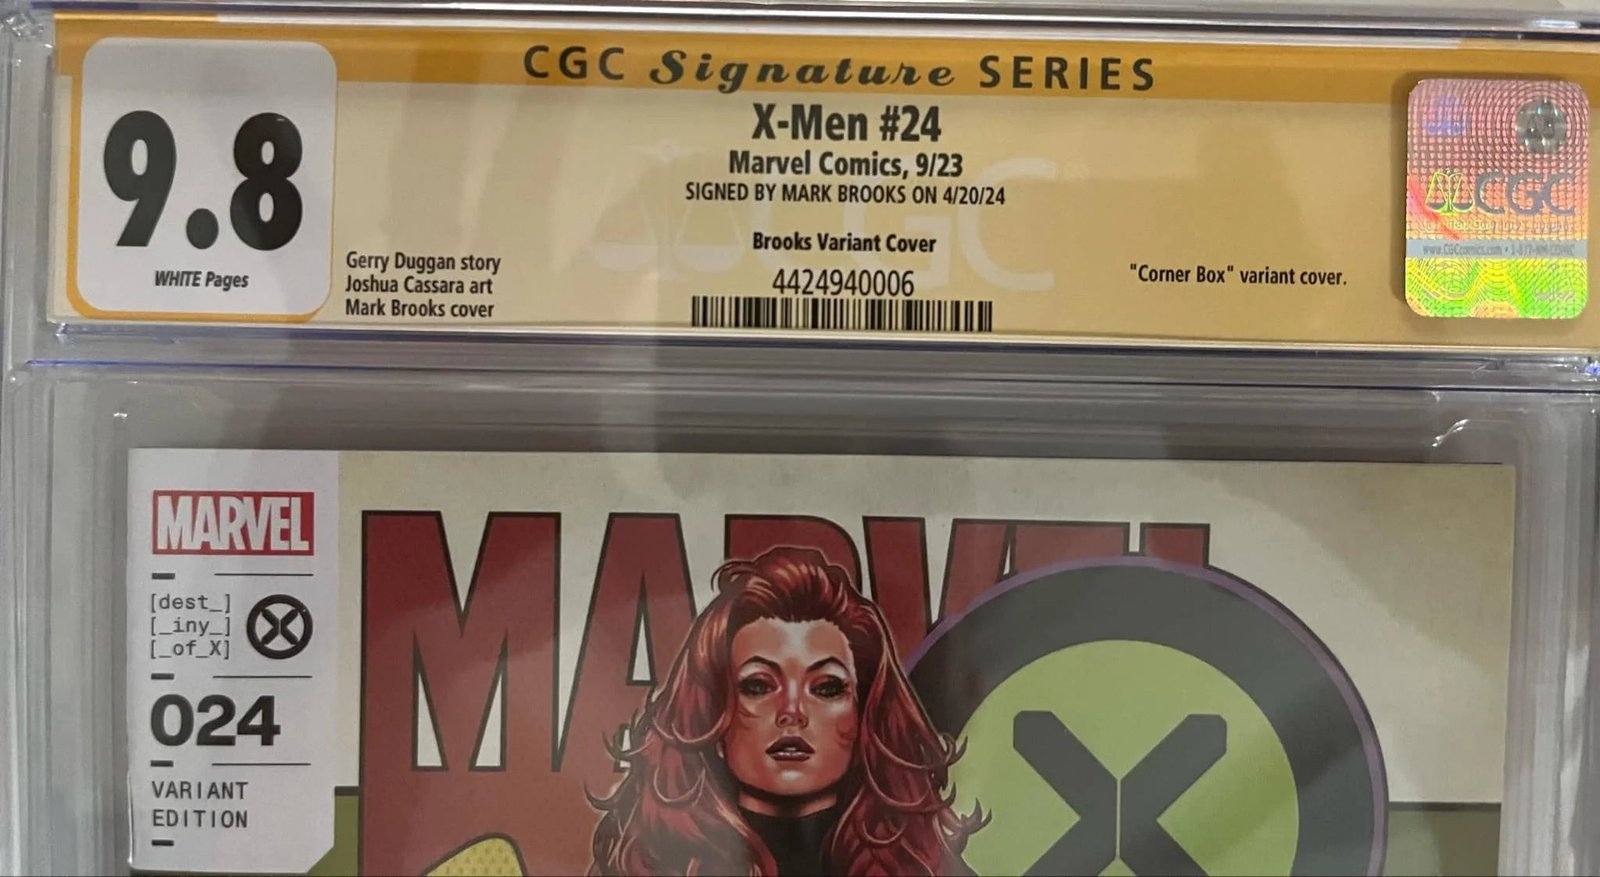 CGC Signature SERIES
9.8
WHITE Pages
X-Men #24
Marvel Comics, 9/23
SIGNED BY MARK BROOKS ON 4/20/24
Brooks Variant Cover
4424940006
Gerry Duggan story
Joshua Cassara art
Mark Brooks cover
"Corner Box" variant cover.
CGC
CGC
MARVEL
[dest_]
[_iny_]
[_of_X]
X
024
VARIANT
EDITION
MARVEL
X